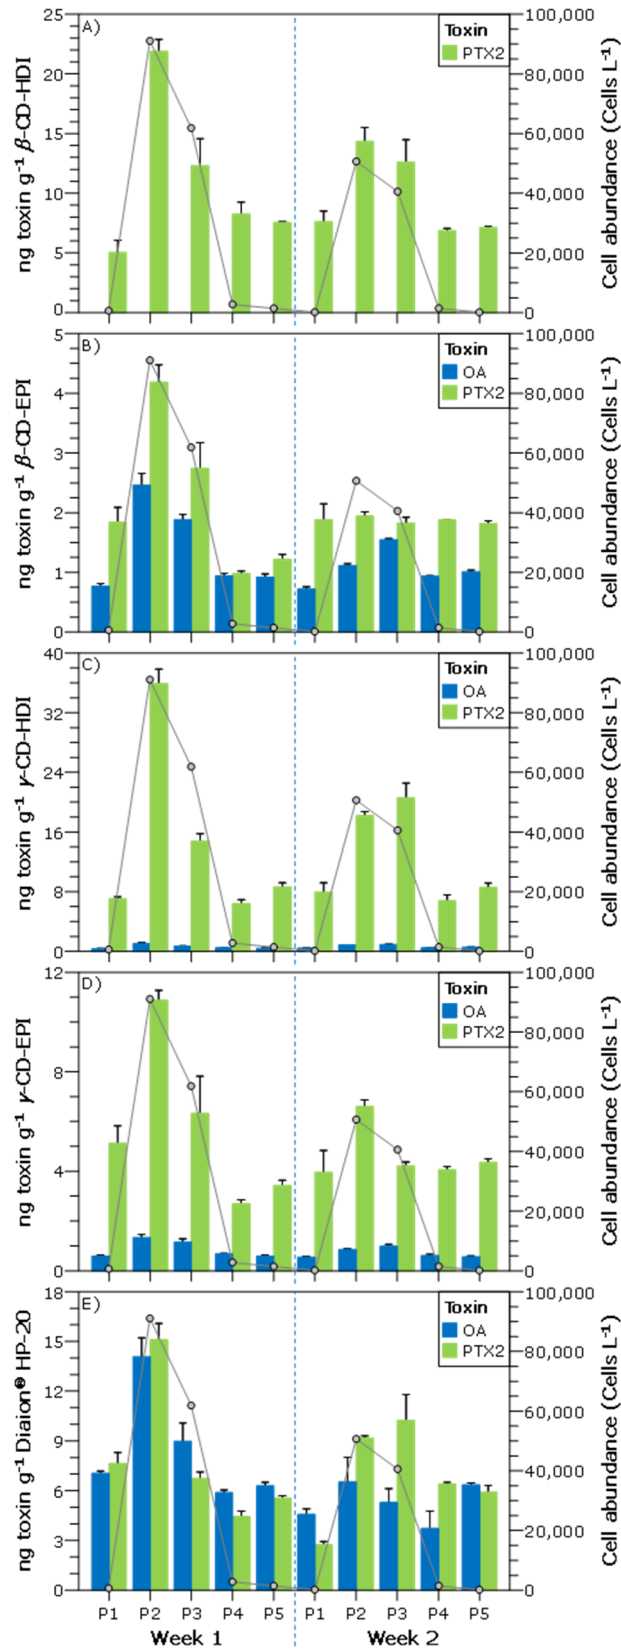 A)
Toxin
PTX2
ng toxin g⁻¹ β-CD-HDI
25
20
15
10
5
0
Cell abundance (Cells L⁻¹)
100,000
80,000
60,000
40,000
20,000
0
B)
Toxin
OA
PTX2
ng toxin g⁻¹ β-CD-EPI
5
4
3
2
1
0
Cell abundance (Cells L⁻¹)
100,000
80,000
60,000
40,000
20,000
0
C)
Toxin
OA
PTX2
ng toxin g⁻¹ γ-CD-HDI
40
32
24
16
8
0
Cell abundance (Cells L⁻¹)
100,000
80,000
60,000
40,000
20,000
0
D)
Toxin
OA
PTX2
ng toxin g⁻¹ γ-CD-EPI
12
8
4
0
Cell abundance (Cells L⁻¹)
100,000
80,000
60,000
40,000
20,000
0
E)
Toxin
OA
PTX2
ng toxin g⁻¹ Diaion® HP-20
18
15
12
9
6
3
0
Cell abundance (Cells L⁻¹)
100,000
80,000
60,000
40,000
20,000
0
P1 P2 P3 P4 P5 P1 P2 P3 P4 P5
Week 1 Week 2